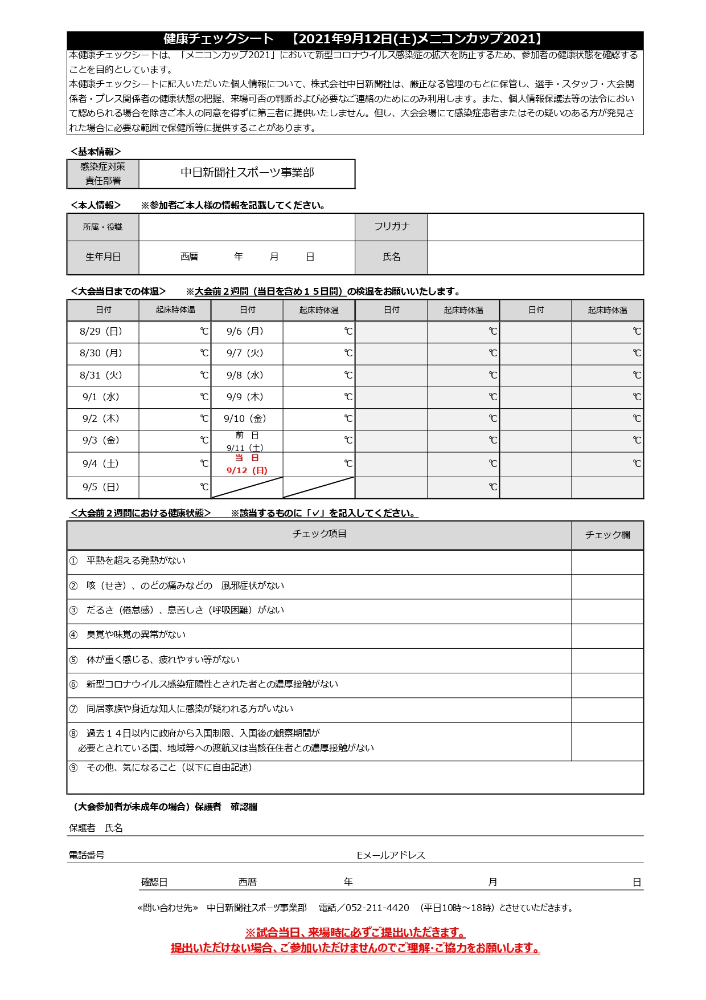 健康チェックシート　【2021年9月12日(土)メニコンカップ2021】
本健康チェックシートは、「メニコンカップ2021」において新型コロナウイルス感染症の拡大を防止するため、参加者の健康状態を確認する
ことを目的としています。
本健康チェックシートに記入いただいた個人情報について、株式会社中日新聞社は、厳正なる管理のもとに保管し、選手・スタッフ・大会関
係者・プレス関係者の健康状態の把握、来場可否の判断および必要なご連絡のためにのみ利用します。また、個人情報保護法等の法令におい
て認められる場合を除きご本人の同意を得ずに第三者に提供いたしません。但し、大会会場にて感染症患者またはその疑いのある方が発見さ
れた場合に必要な範囲で保健所等に提供することがあります。
＜基本情報＞
感染症対策
責任部署
中日新聞社スポーツ事業部
＜本人情報＞　　※参加者ご本人様の情報を記載してください。
所属・役職 フリガナ
生年月日 西暦　　　　年　　　月　　　日 氏名
＜大会当日までの体温＞　　※大会前２週間（当日を含め１５日間）の検温をお願いいたします。
日付 起床時体温 日付 起床時体温 日付 起床時体温 日付 起床時体温
8/29（日） ℃ 9/6（月） ℃ ℃ ℃
8/30（月） ℃ 9/7（火） ℃ ℃ ℃
8/31（火） ℃ 9/8（水） ℃ ℃ ℃
9/1（水） ℃ 9/9（木） ℃ ℃ ℃
9/2（木） ℃ 9/10（金） ℃ ℃ ℃
9/3（金） ℃ 前　日 9/11（土） ℃ ℃ ℃
9/4（土） ℃ 当　日 9/12（日） ℃ ℃ ℃
9/5（日） ℃ ℃
＜大会前２週間における健康状態＞　　※該当するものに「✓」を記入してください。
チェック項目 チェック欄
①　平熱を超える発熱がない
②　咳（せき）、のどの痛みなどの　風邪症状がない
③　だるさ（倦怠感）、息苦しさ（呼吸困難）がない
④　臭覚や味覚の異常がない
⑤　体が重く感じる、疲れやすい等がない
⑥　新型コロナウイルス感染症陽性とされた者との濃厚接触がない
⑦　同居家族や身近な知人に感染が疑われる方がいない
⑧　過去１４日以内に政府から入国制限、入国後の観察期間が
必要とされている国、地域等への渡航又は当該在住者との濃厚接触がない
⑨　その他、気になること（以下に自由記述）
（大会参加者が未成年の場合）保護者　確認欄
保護者　氏名
電話番号 Eメールアドレス
確認日 西暦 年 月 日
≪問い合わせ先≫　中日新聞社スポーツ事業部　電話／052-211-4420　（平日10時～18時）とさせていただきます。
※試合当日、来場時に必ずご提出いただきます。
提出いただけない場合、ご参加いただけませんのでご理解・ご協力をお願いします。